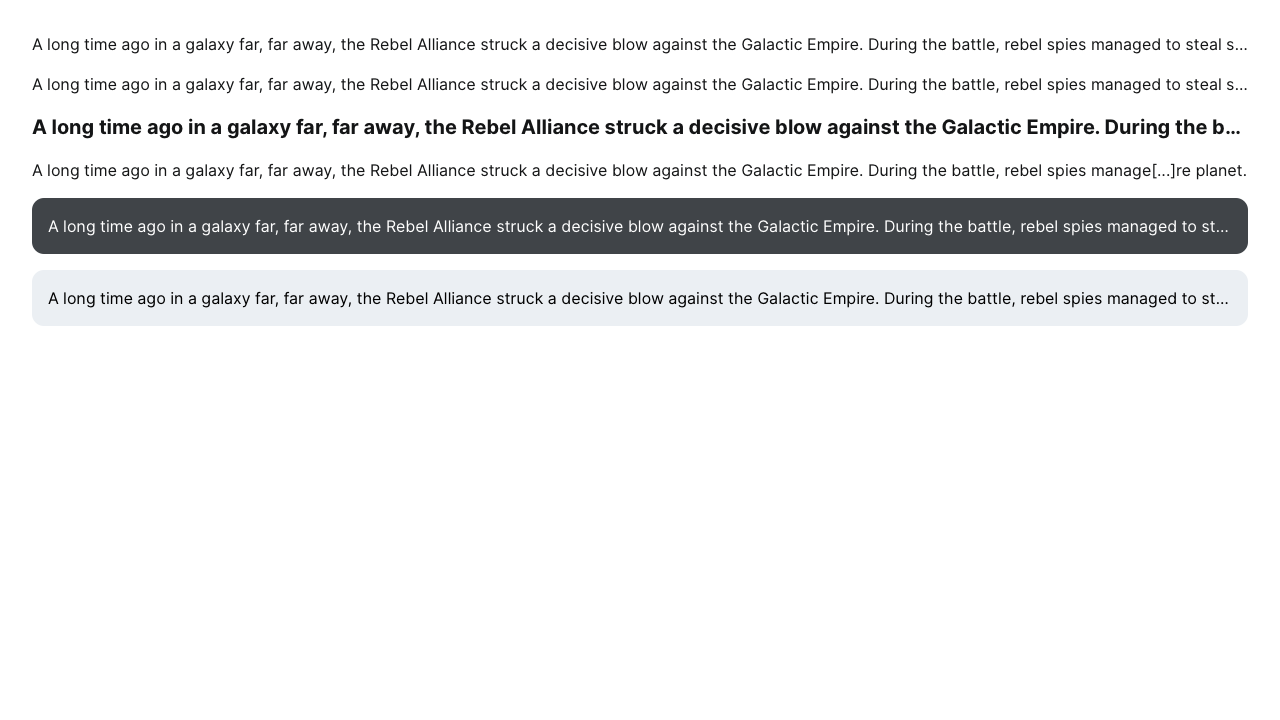 A long time ago in a galaxy far, far away, the Rebel Alliance struck a decisive blow against the Galactic Empire. During the battle, rebel spies managed to steal s…
A long time ago in a galaxy far, far away, the Rebel Alliance struck a decisive blow against the Galactic Empire. During the battle, rebel spies managed to steal s…
A long time ago in a galaxy far, far away, the Rebel Alliance struck a decisive blow against the Galactic Empire. During the b…
A long time ago in a galaxy far, far away, the Rebel Alliance struck a decisive blow against the Galactic Empire. During the battle, rebel spies manage[…]re planet.
A long time ago in a galaxy far, far away, the Rebel Alliance struck a decisive blow against the Galactic Empire. During the battle, rebel spies managed to st…
A long time ago in a galaxy far, far away, the Rebel Alliance struck a decisive blow against the Galactic Empire. During the battle, rebel spies managed to st…